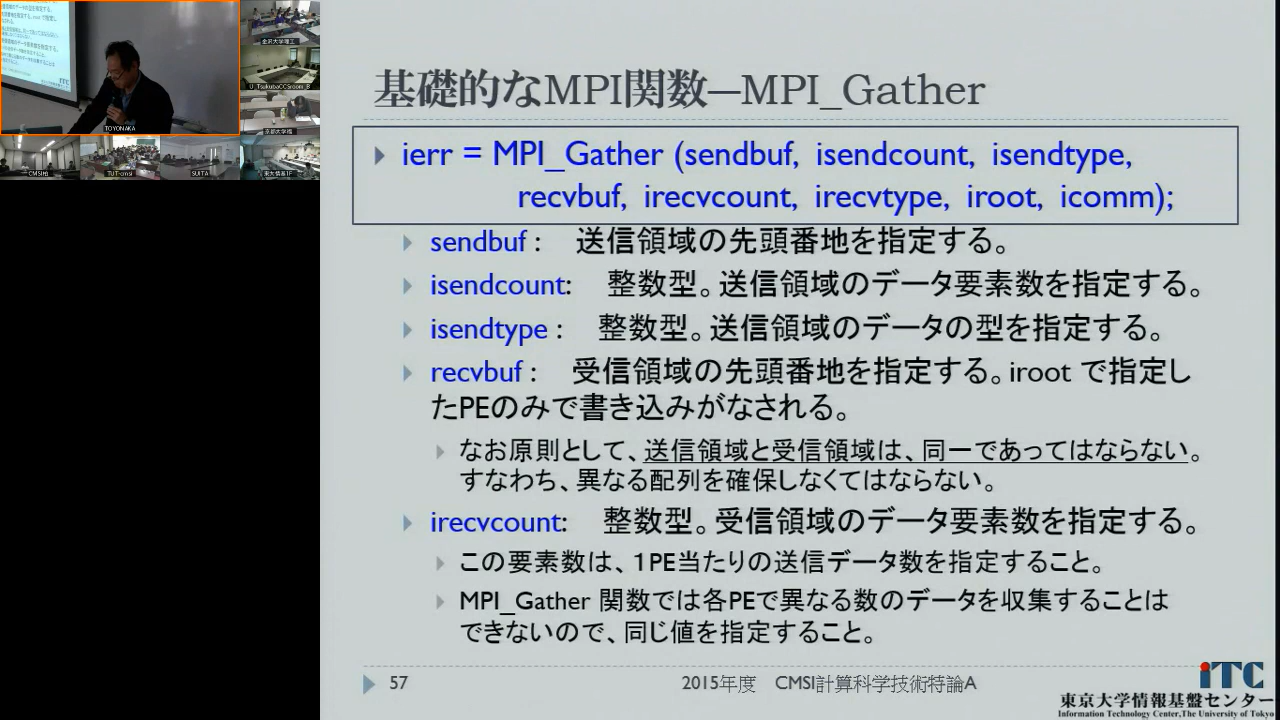 基礎的なMPI関数—MPI_Gather
ierr = MPI_Gather (sendbuf, isendcount, isendtype,
recvbuf, irecvcount, irecvtype, iroot, icomm);
sendbuf : 送信領域の先頭番地を指定する。
isendcount: 整数型。送信領域のデータ要素数を指定する。
isendtype : 整数型。送信領域のデータの型を指定する。
recvbuf : 受信領域の先頭番地を指定する。iroot で指定し
たPEのみで書き込みがなされる。
なお原則として、送信領域と受信領域は、同一であってはならない。
すなわち、異なる配列を確保しなくてはならない。
irecvcount: 整数型。受信領域のデータ要素数を指定する。
この要素数は、1PE当たりの送信データ数を指定すること。
MPI_Gather 関数では各PEで異なる数のデータを収集することは
できないので、同じ値を指定すること。
57
2015年度 CMSI計算科学技術特論A
iTC
東京大学情報基盤センター
Information Technology Center,The University of Tokyo
TOYONAKA
金沢大学理工
U_TsukubaCCSroom_B
TUT-cmsi
SUITA